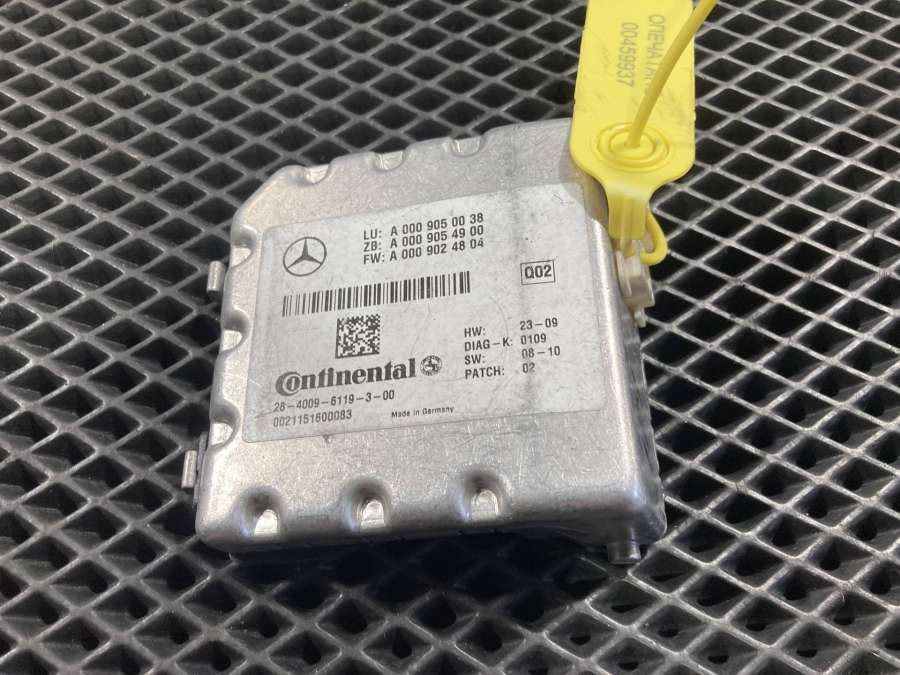 ОПЕЧАТАНО
00459937
LU: A 000 905 00 38
ZB: A 000 905 49 00
FW: A 000 902 48 04
Q02
HW: 23-09
DIAG-K: 0109
SW: 08-10
PATCH: 02
Continental
28-4009-6119-3-00
0021151600083
Made in Germany